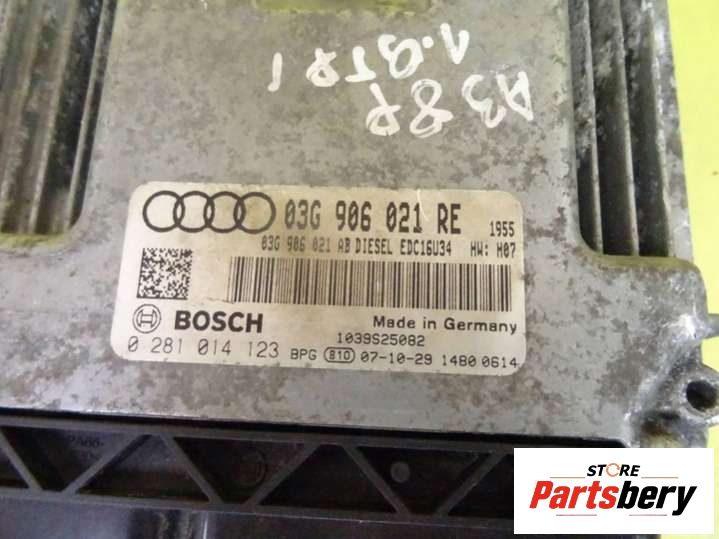 A3 8P
1.9TDI
03G 906 021 RE 1955
03G 906 021 AB DIESEL EDC16U34 HW: H07
BOSCH Made in Germany
1039S25082
0 281 014 123 BPG 810 07-10-29 1480 0614
STORE
Partsbery